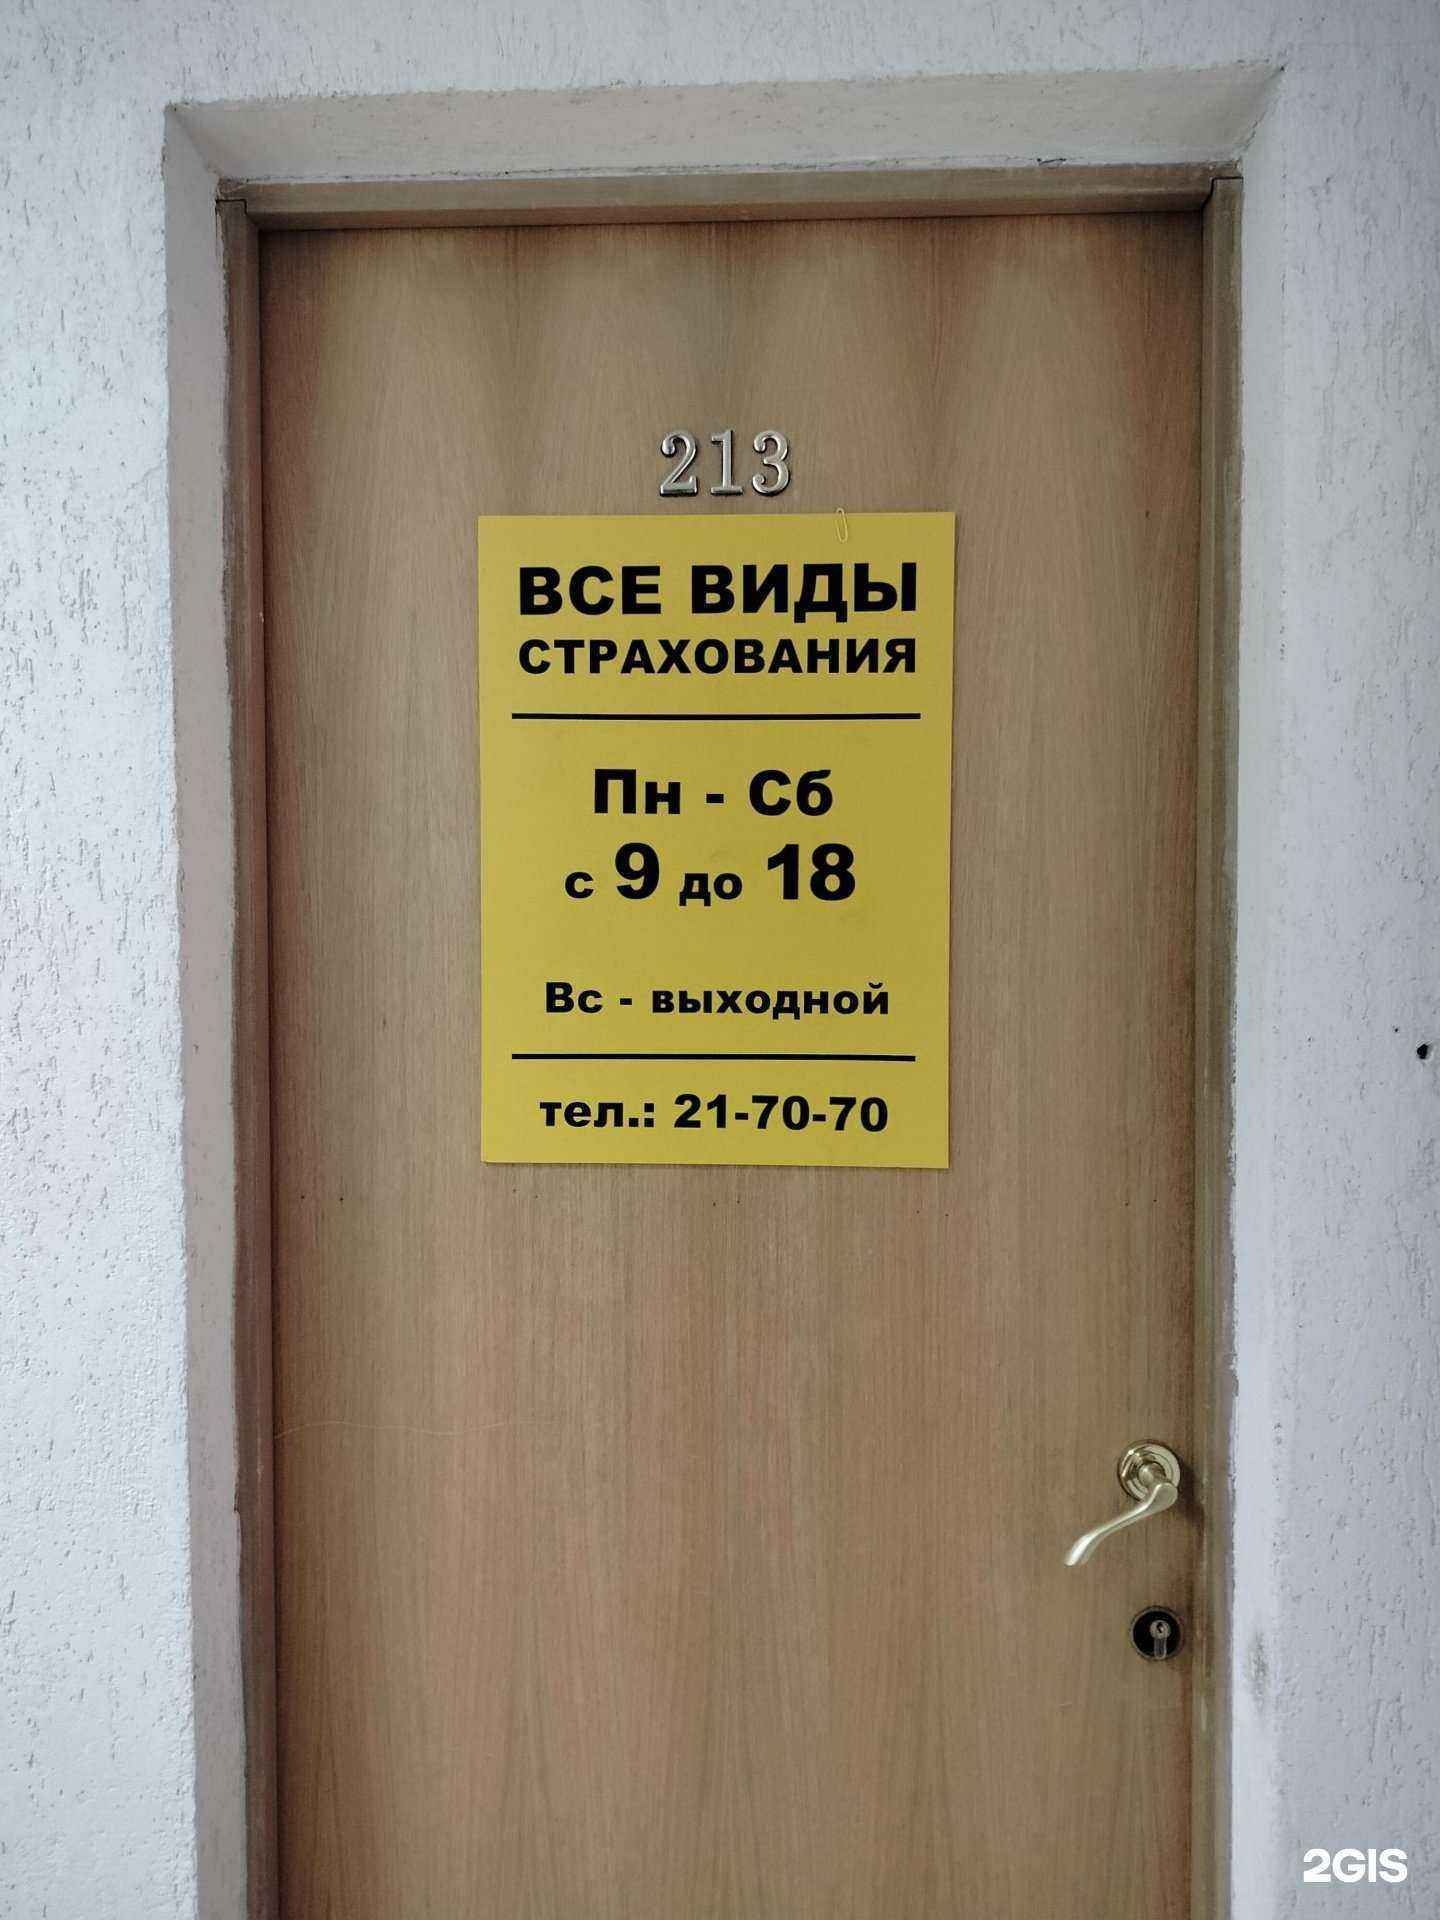 213
ВСЕ ВИДЫ
СТРАХОВАНИЯ
Пн - Сб
с 9 до 18
Вс - выходной
тел.: 21-70-70
2GIS